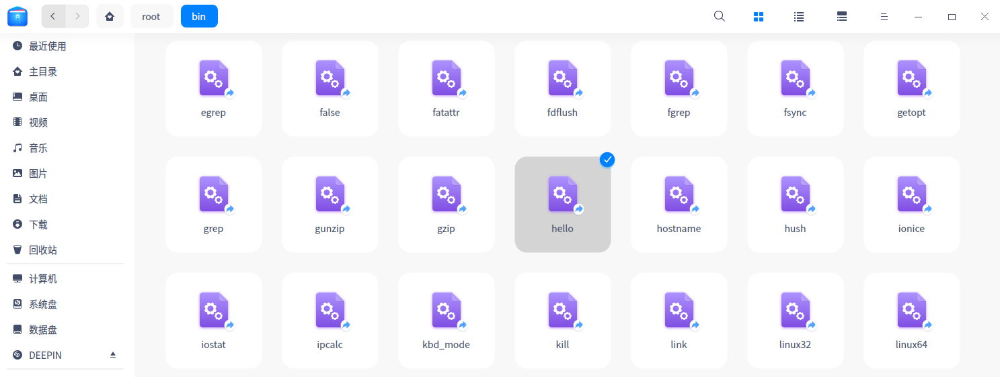 root
bin
最近使用
主目录
桌面
视频
音乐
图片
文档
下载
回收站
计算机
系统盘
数据盘
DEEPIN
egrep
false
fatattr
fdflush
fgrep
fsync
getopt
grep
gunzip
gzip
hello
hostname
hush
ionice
iostat
ipcalc
kbd_mode
kill
link
linux32
linux64